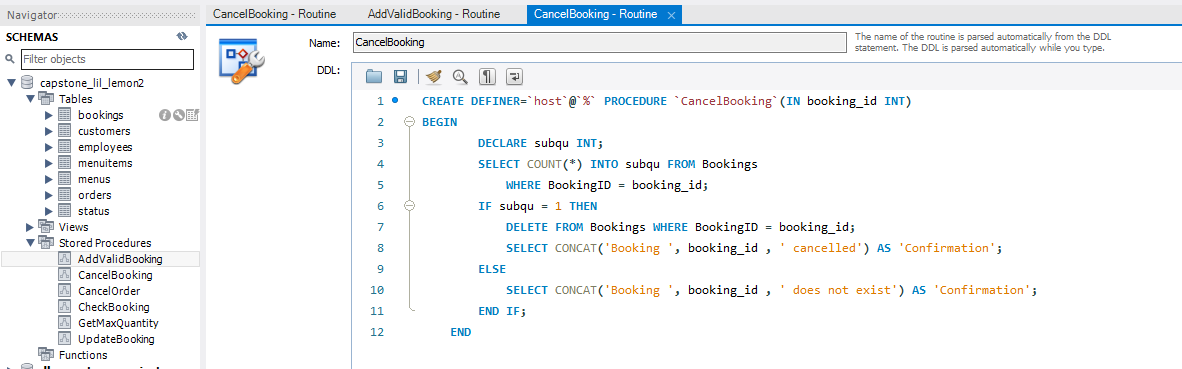 Navigator
CancelBooking - Routine
AddValidBooking - Routine
CancelBooking - Routine ×
SCHEMAS
Filter objects
capstone_lil_lemon2
Tables
bookings
customers
employees
menuitems
menus
orders
status
Views
Stored Procedures
AddValidBooking
CancelBooking
CancelOrder
CheckBooking
GetMaxQuantity
UpdateBooking
Functions
Name:
CancelBooking
The name of the routine is parsed automatically from the DDL
statement. The DDL is parsed automatically while you type.
DDL:
1 CREATE DEFINER=`host`@`%` PROCEDURE `CancelBooking`(IN booking_id INT)
2 BEGIN
3 DECLARE subqu INT;
4 SELECT COUNT(*) INTO subqu FROM Bookings
5 WHERE BookingID = booking_id;
6 IF subqu = 1 THEN
7 DELETE FROM Bookings WHERE BookingID = booking_id;
8 SELECT CONCAT('Booking ', booking_id , ' cancelled') AS 'Confirmation';
9 ELSE
10 SELECT CONCAT('Booking ', booking_id , ' does not exist') AS 'Confirmation';
11 END IF;
12 END